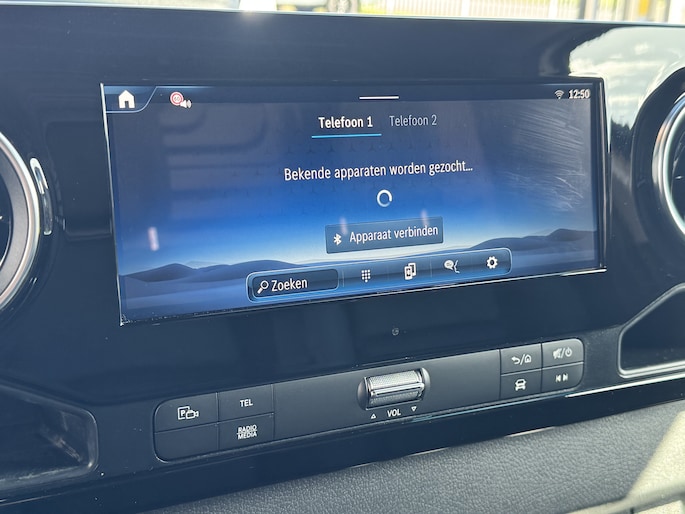 12:50
Telefoon 1 Telefoon 2
Bekende apparaten worden gezocht...
Apparaat verbinden
Zoeken
P
TEL
RADIO
MEDIA
VOL